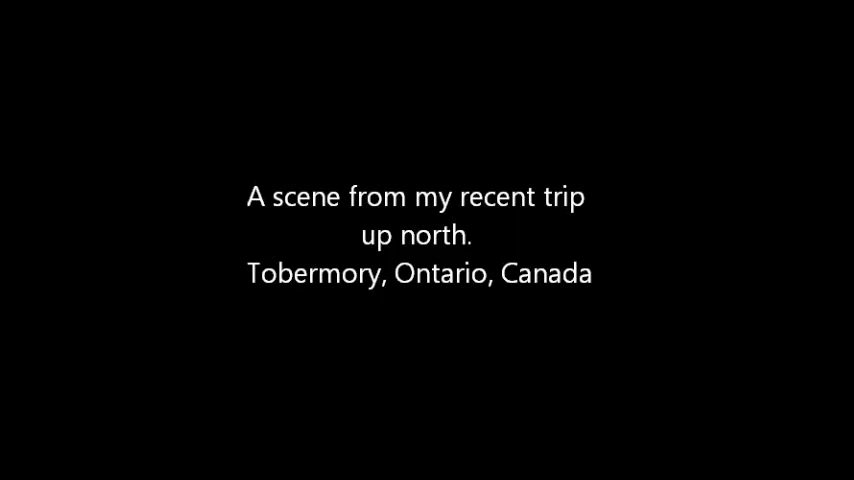 A scene from my recent trip
up north.
Tobermory, Ontario, Canada